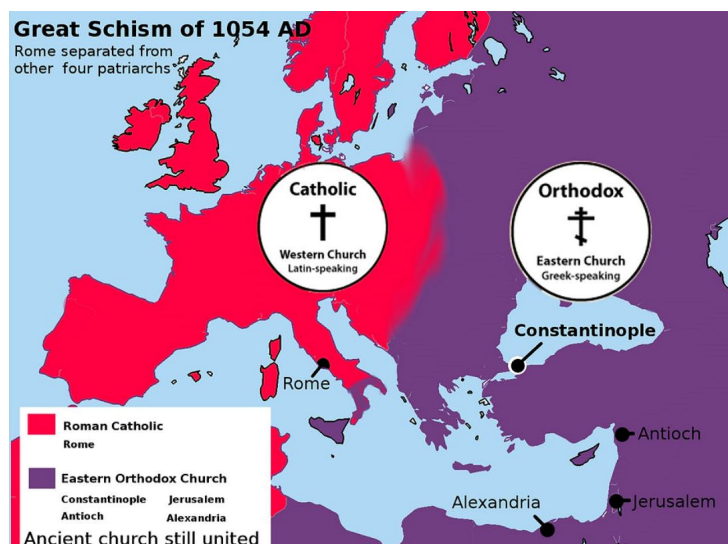 Great Schism of 1054 AD
Rome separated from
other four patriarchs
Catholic
Western Church
Latin-speaking
Orthodox
Eastern Church
Greek-speaking
Constantinople
Rome
Antioch
Alexandria
Jerusalem
Roman Catholic
Rome
Eastern Orthodox Church
Constantinople Jerusalem
Antioch Alexandria
Ancient church still united